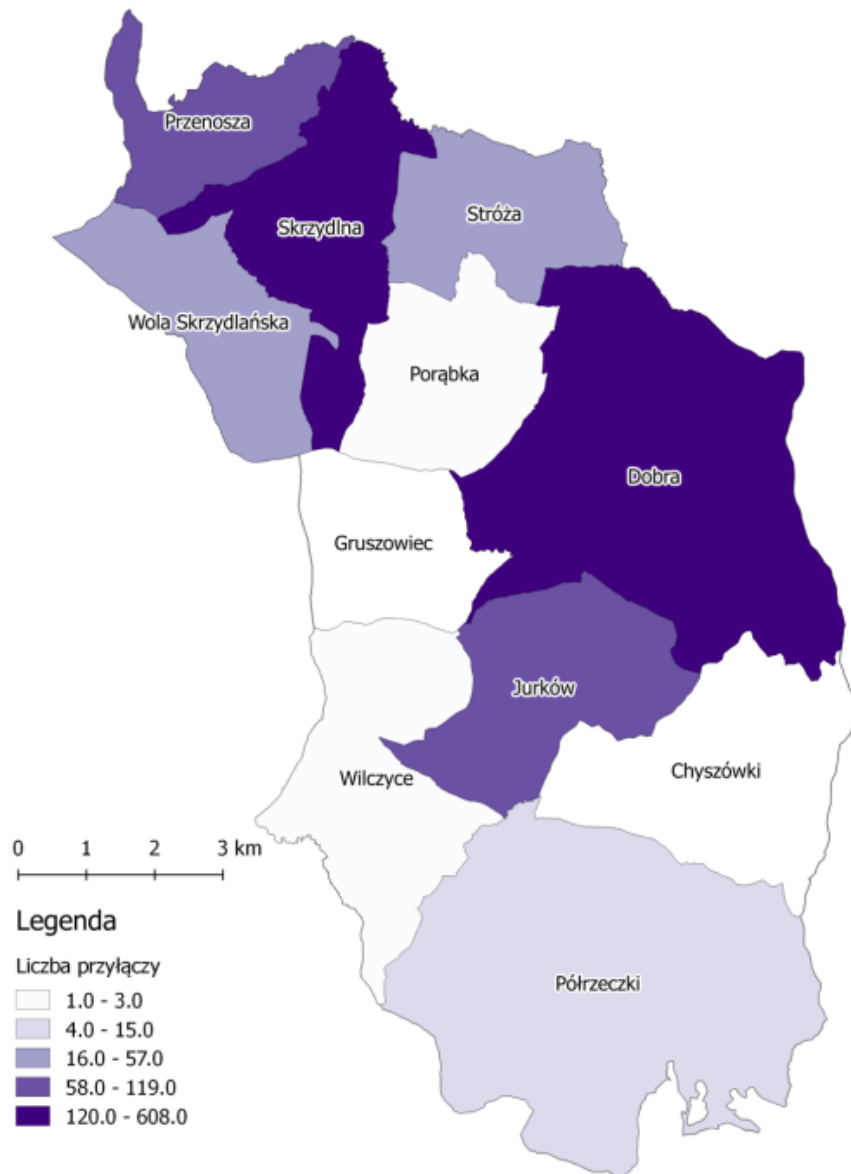 Przenosza
Stróża
Skrzydlna
Wola Skrzydlańska
Porąbka
Dobra
Gruszowiec
Jurków
Chyszówki
Wilczyce
0 1 2 3 km
Legenda
Liczba przyłączy
Półrzeczki
1.0 - 3.0
4.0 - 15.0
16.0 - 57.0
58.0 - 119.0
120.0 - 608.0